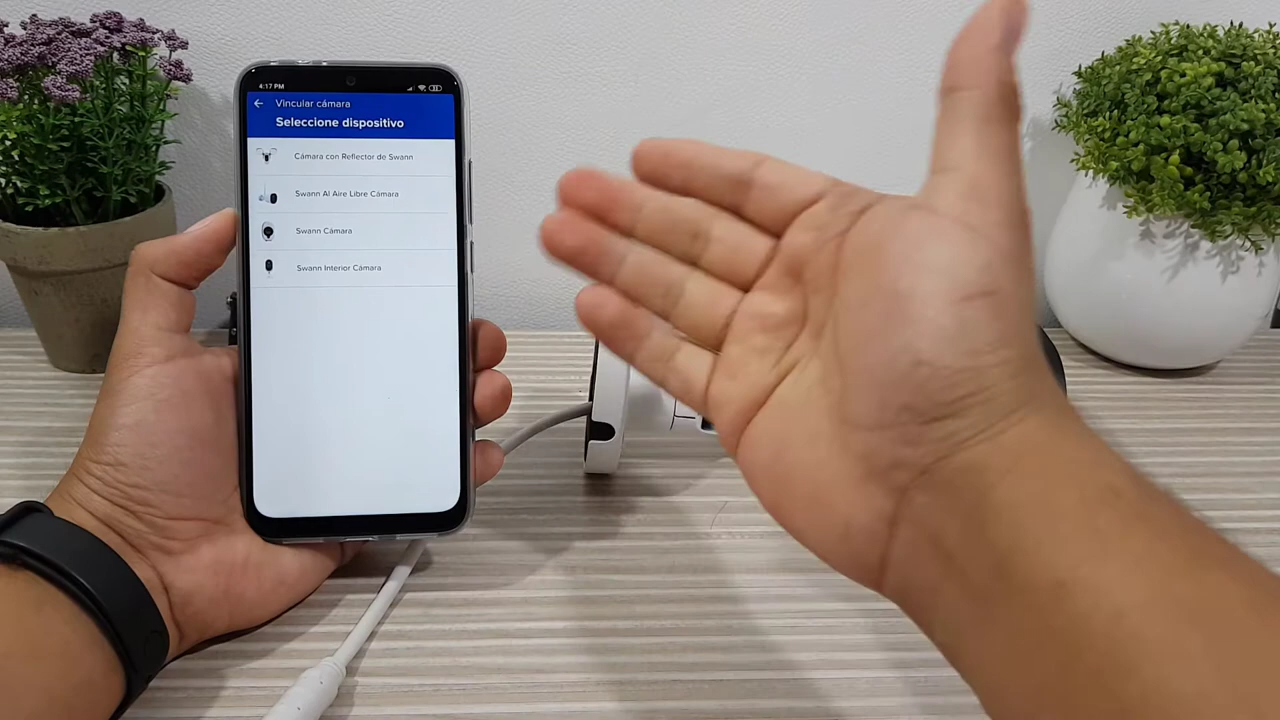 4:17 PM
Vincular cámara
Seleccione dispositivo
Cámara con Reflector de Swann
Swann Al Aire Libre Cámara
Swann Cámara
Swann Interior Cámara